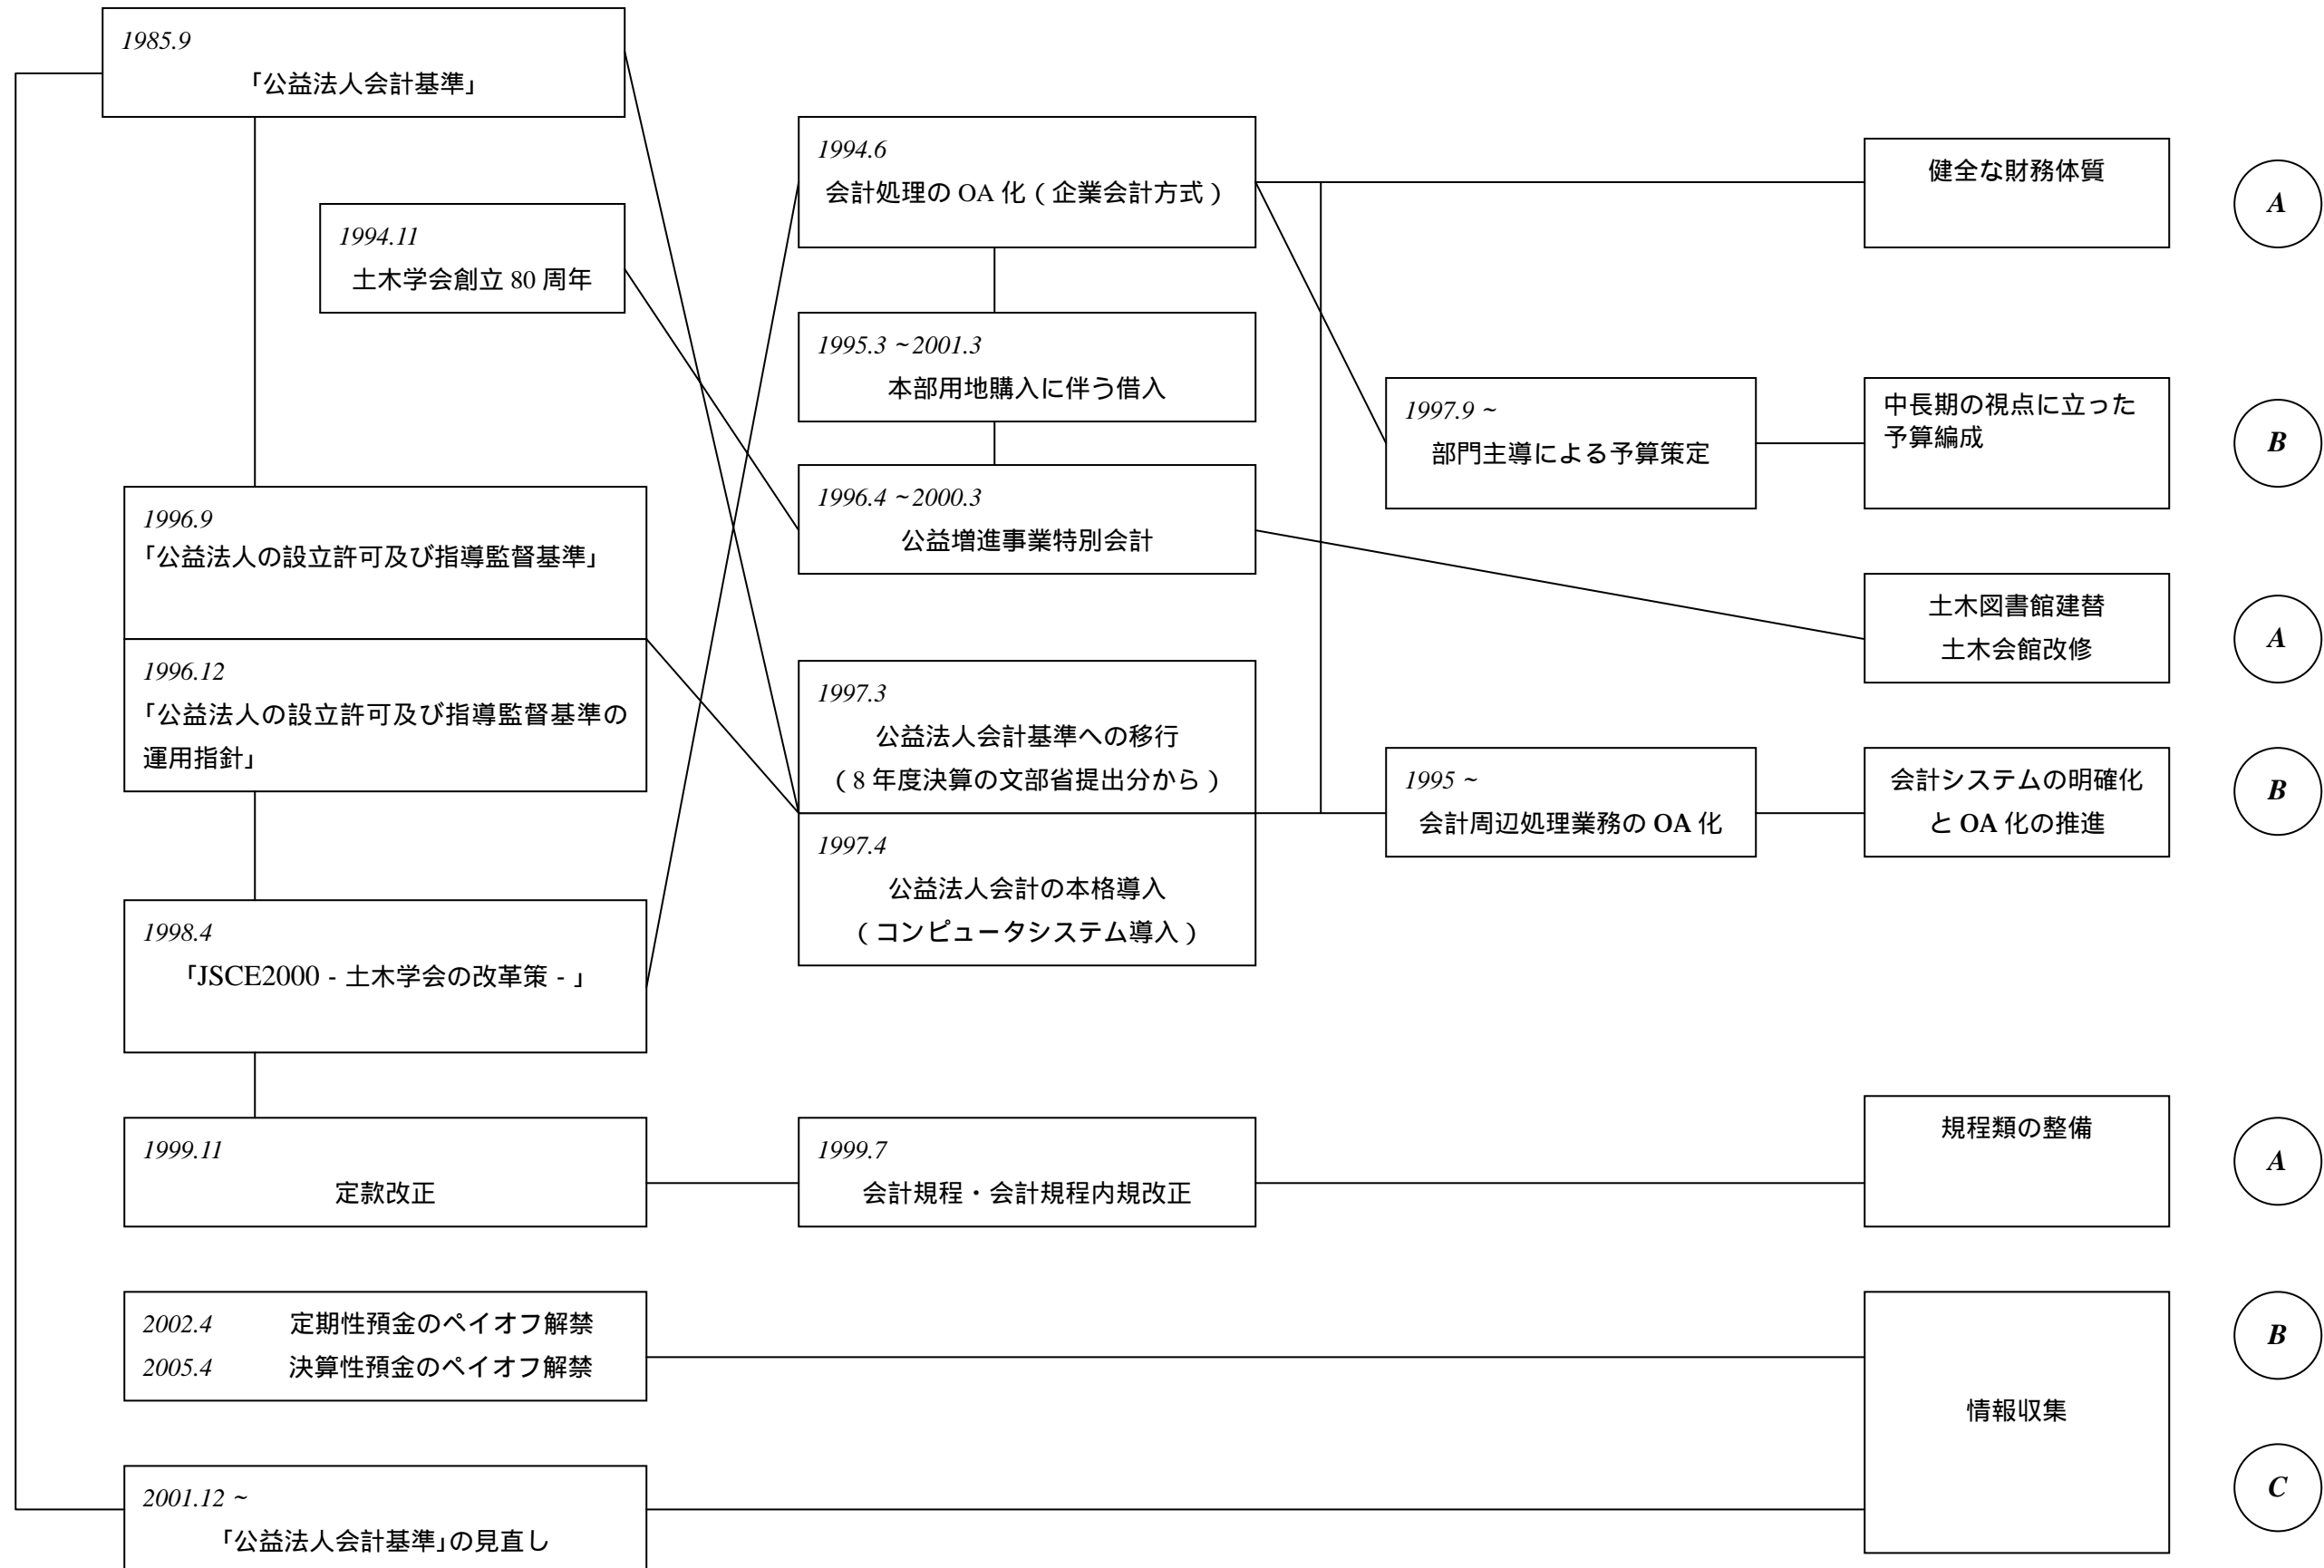 1985.9
「公益法人会計基準」
1994.11
土木学会創立 80 周年
1996.9
「公益法人の設立許可及び指導監督基準」
1996.12
「公益法人の設立許可及び指導監督基準の
運用指針」
1998.4
「JSCE2000 - 土木学会の改革策 - 」
1999.11
定款改正
2002.4 定期性預金のペイオフ解禁
2005.4 決算性預金のペイオフ解禁
2001.12 ~
「公益法人会計基準」の見直し
1994.6
会計処理の OA 化 ( 企業会計方式 )
1995.3 ~2001.3
本部用地購入に伴う借入
1996.4 ~2000.3
公益増進事業特別会計
1997.3
公益法人会計基準への移行
( 8 年度決算の文部省提出分から )
1997.4
公益法人会計の本格導入
( コンピュータシステム導入 )
1999.7
会計規程・会計規程内規改正
1997.9 ~
部門主導による予算策定
1995 ~
会計周辺処理業務の OA 化
健全な財務体質
A
中長期の視点に立った
予算編成
B
土木図書館建替
土木会館改修
A
会計システムの明確化
と OA 化の推進
B
規程類の整備
A
情報収集
B
C